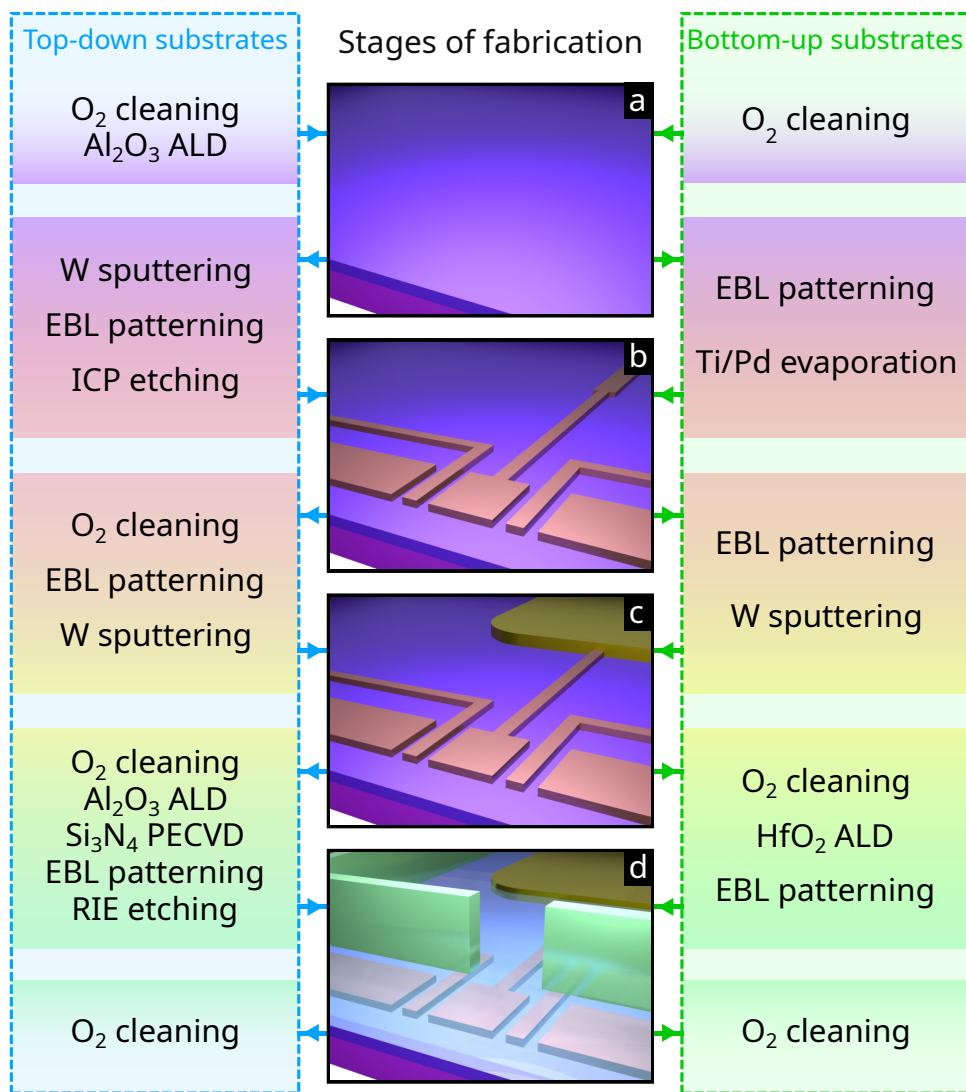 Top-down substrates
Stages of fabrication
Bottom-up substrates
O₂ cleaning
Al₂O₃ ALD
a
O₂ cleaning
W sputtering
EBL patterning
ICP etching
EBL patterning
Ti/Pd evaporation
b
O₂ cleaning
EBL patterning
W sputtering
EBL patterning
W sputtering
c
O₂ cleaning
Al₂O₃ ALD
Si₃N₄ PECVD
EBL patterning
RIE etching
O₂ cleaning
HfO₂ ALD
EBL patterning
d
O₂ cleaning
O₂ cleaning